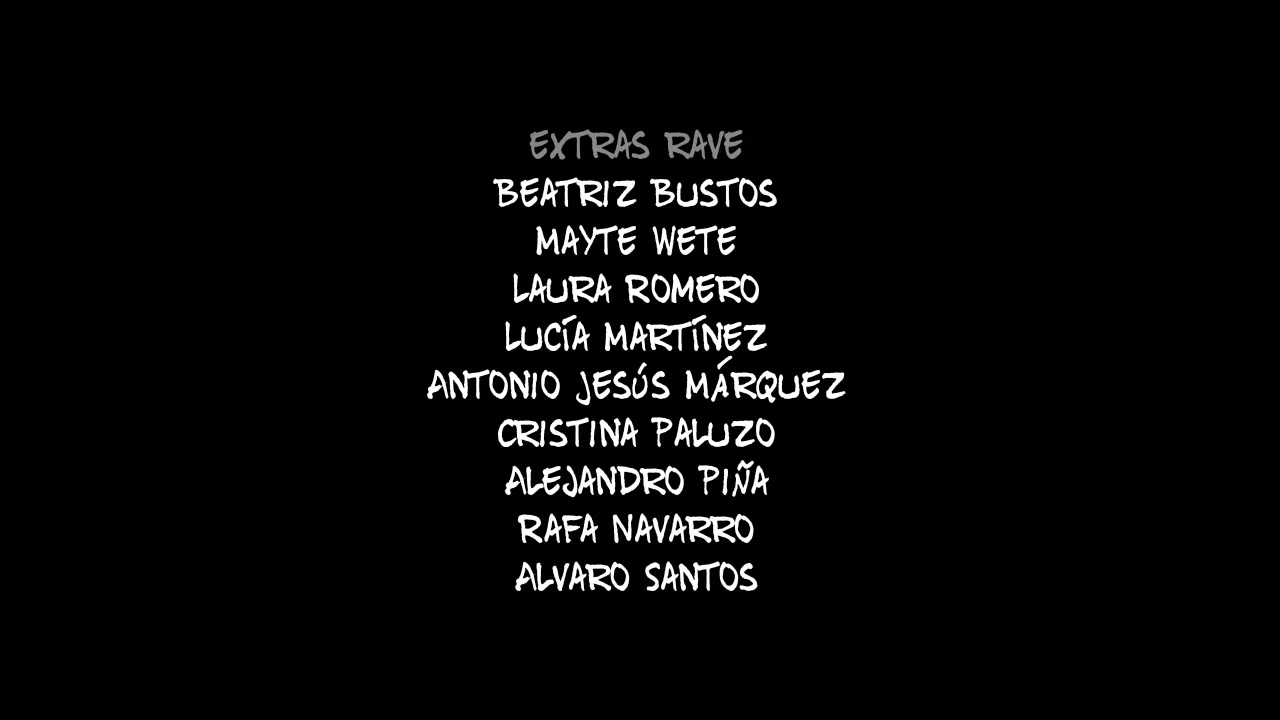 EXTRAS RAVE
BEATRIZ BUSTOS
MAYTE WETE
LAURA ROMERO
LUCÍA MARTÍNEZ
ANTONIO JESÚS MÁRQUEZ
CRISTINA PALUZO
ALEJANDRO PIÑA
RAFA NAVARRO
ALVARO SANTOS